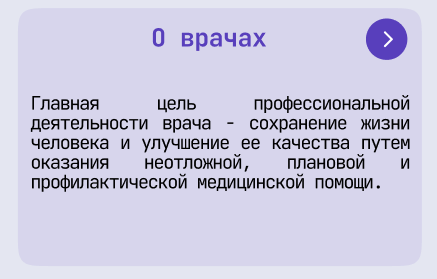 О врачах
Главная цель профессиональной
деятельности врача - сохранение жизни
человека и улучшение ее качества путем
оказания неотложной, плановой и
профилактической медицинской помощи.